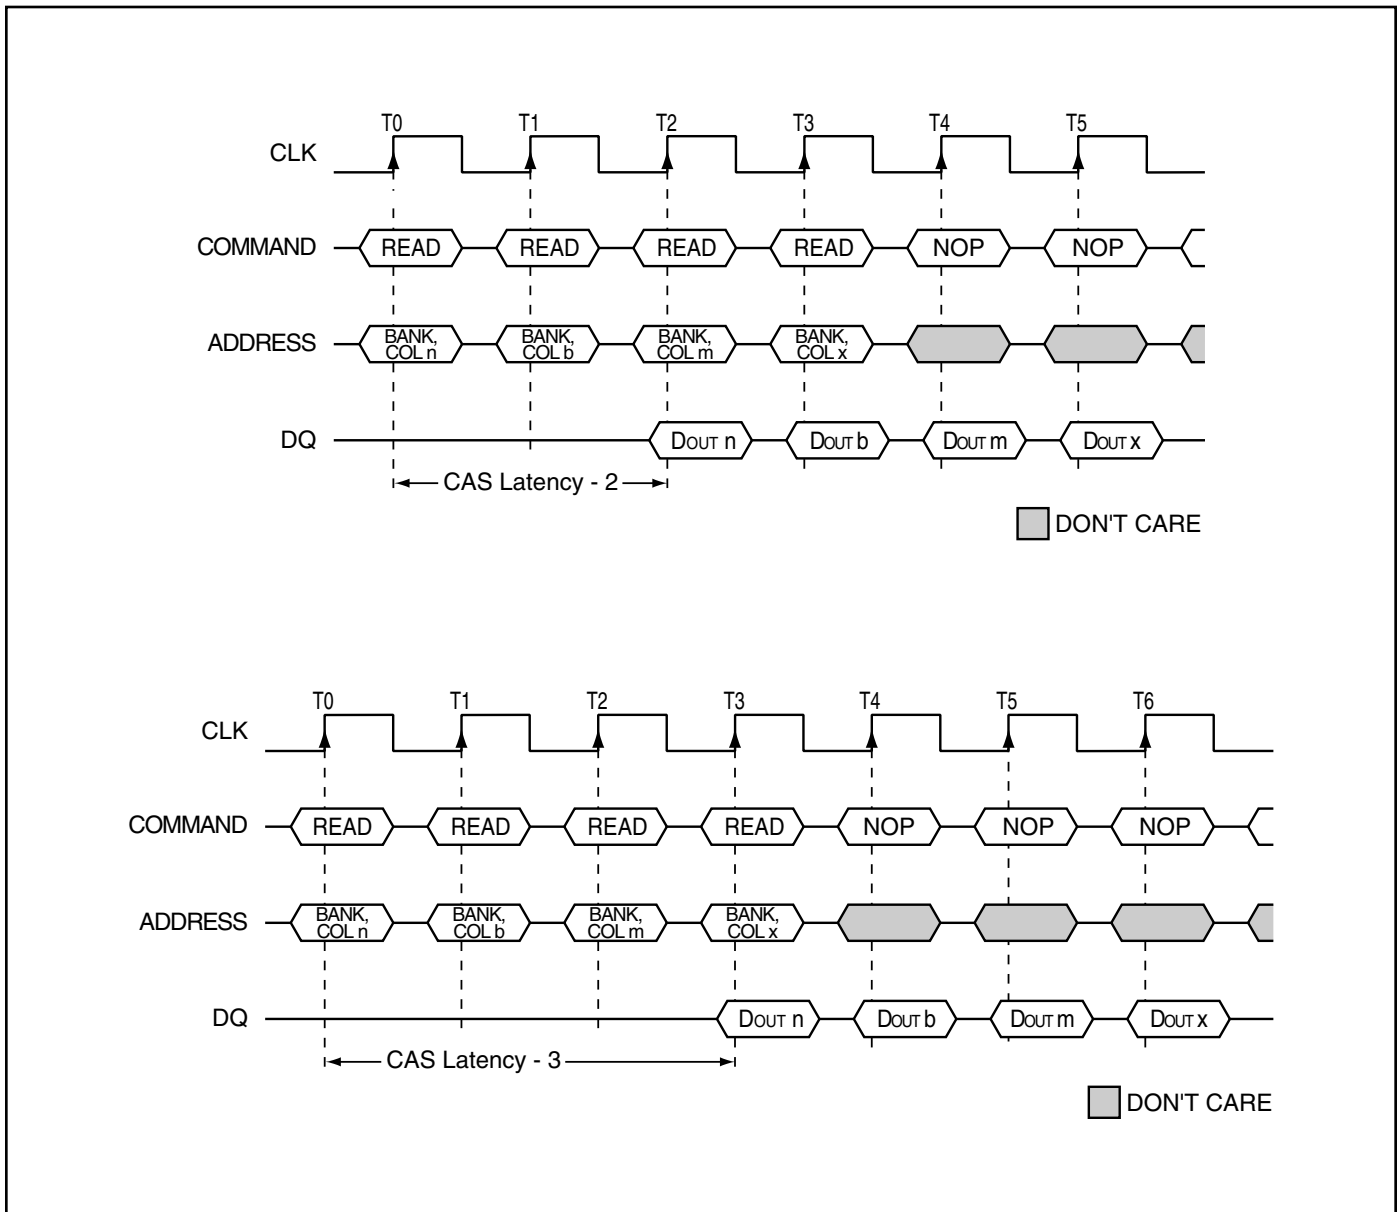 T0 T1 T2 T3 T4 T5
CLK
COMMAND READ READ READ READ NOP NOP
ADDRESS BANK, COL n BANK, COL b BANK, COL m BANK, COL x
DQ DOUT n DOUT b DOUT m DOUT x
CAS Latency - 2
DON'T CARE
T0 T1 T2 T3 T4 T5 T6
CLK
COMMAND READ READ READ READ NOP NOP NOP
ADDRESS BANK, COL n BANK, COL b BANK, COL m BANK, COL x
DQ DOUT n DOUT b DOUT m DOUT x
CAS Latency - 3
DON'T CARE